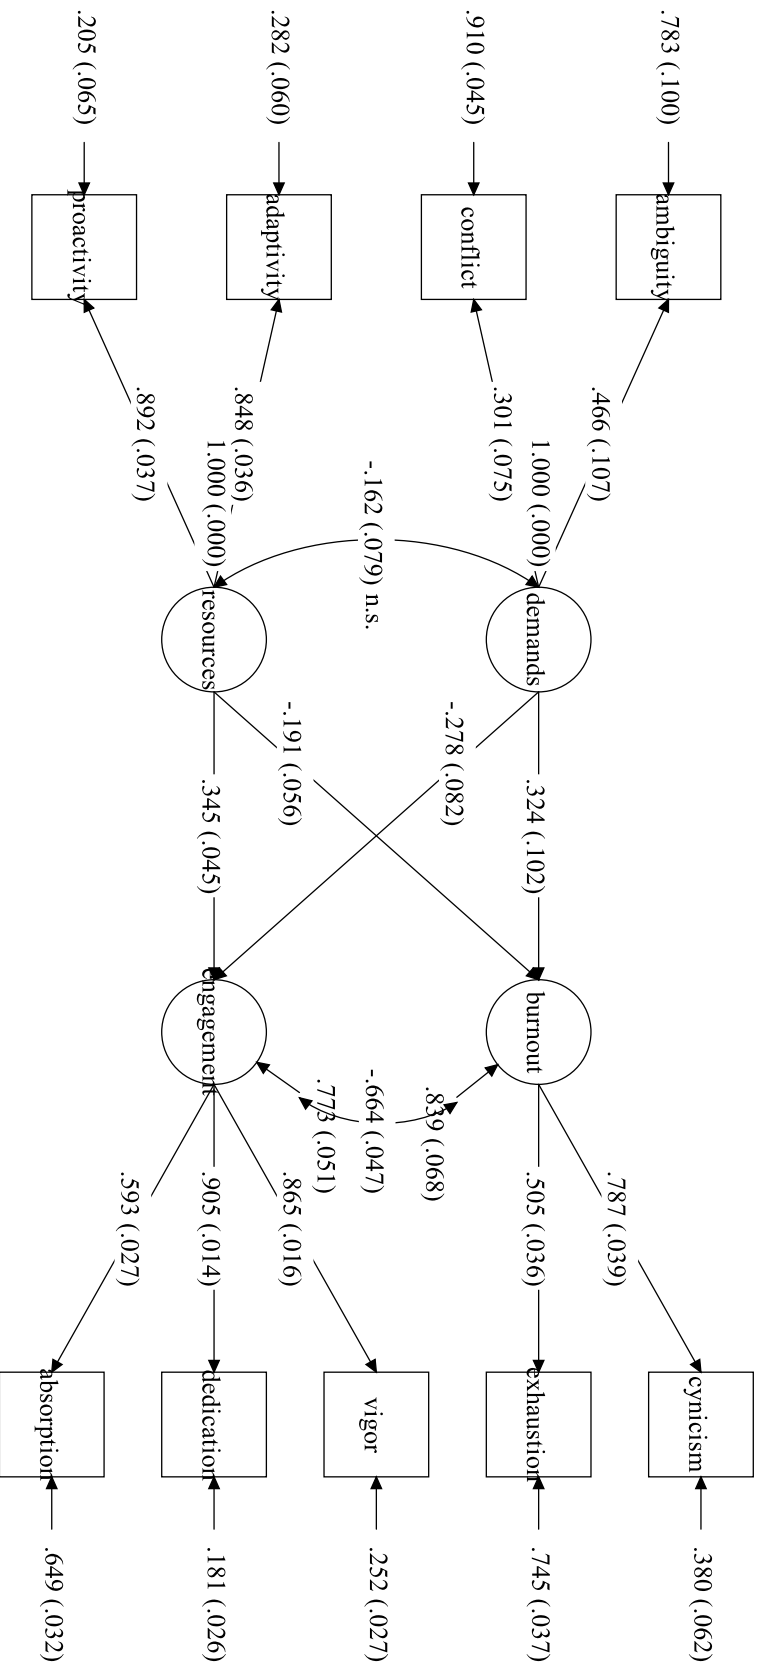 .783 (.100)
.910 (.045)
.282 (.060)
.205 (.065)
ambiguity
conflict
adaptivity
proactivity
.466 (.107)
.301 (.075)
.848 (.036)
.892 (.037)
1.000 (.000)
1.000 (.000)
-.162 (.079) n.s.
demands
resources
.324 (.102)
-.278 (.082)
-.191 (.056)
.345 (.045)
burnout
engagement
.839 (.068)
-.664 (.047)
.773 (.051)
.787 (.039)
.505 (.036)
.865 (.016)
.905 (.014)
.593 (.027)
cynicism
exhaustion
vigor
dedication
absorption
.380 (.062)
.745 (.037)
.252 (.027)
.181 (.026)
.649 (.032)